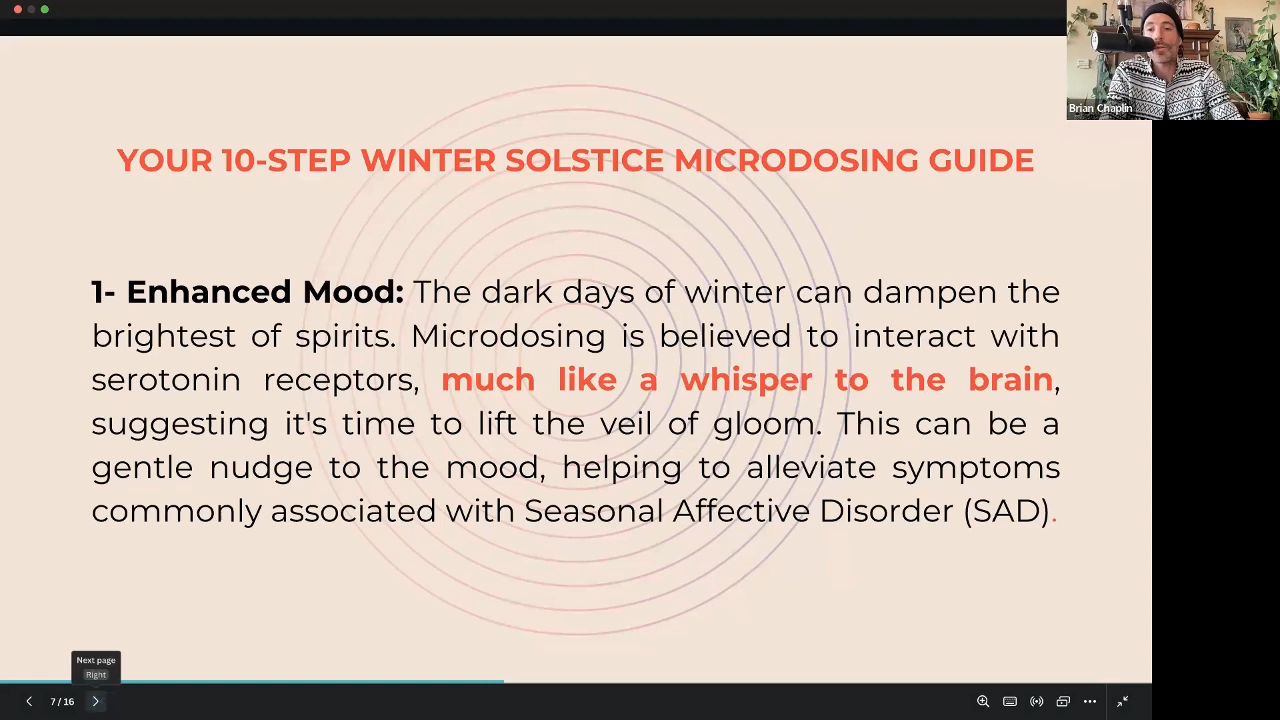 Brian Chaplin
YOUR 10-STEP WINTER SOLSTICE MICRODOSING GUIDE
1- Enhanced Mood: The dark days of winter can dampen the
brightest of spirits. Microdosing is believed to interact with
serotonin receptors, much like a whisper to the brain,
suggesting it's time to lift the veil of gloom. This can be a
gentle nudge to the mood, helping to alleviate symptoms
commonly associated with Seasonal Affective Disorder (SAD).
Next page
Right
7 / 16